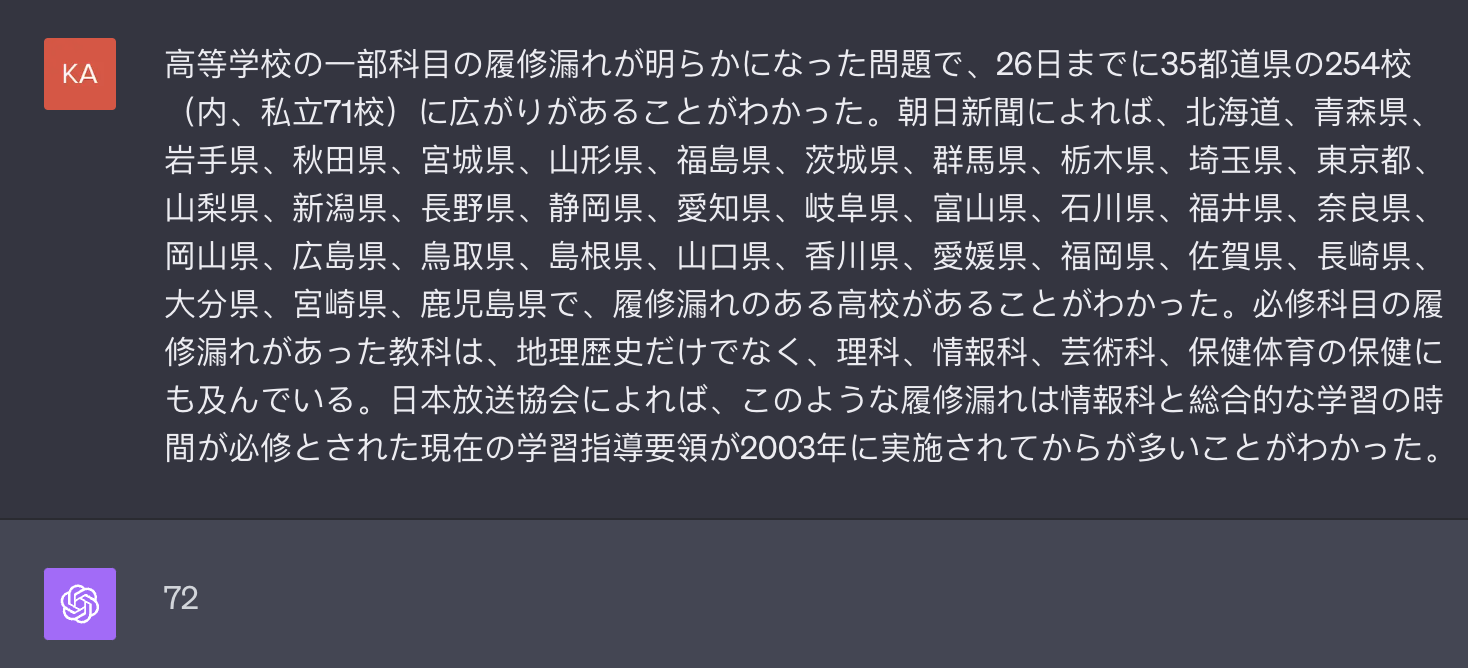 KA
高等学校の一部科目の履修漏れが明らかになった問題で、26日までに35都道県の254校
（内、私立71校）に広がりがあることがわかった。朝日新聞によれば、北海道、青森県、
岩手県、秋田県、宮城県、山形県、福島県、茨城県、群馬県、栃木県、埼玉県、東京都、
山梨県、新潟県、長野県、静岡県、愛知県、岐阜県、富山県、石川県、福井県、奈良県、
岡山県、広島県、鳥取県、島根県、山口県、香川県、愛媛県、福岡県、佐賀県、長崎県、
大分県、宮崎県、鹿児島県で、履修漏れのある高校があることがわかった。必修科目の履
修漏れがあった教科は、地理歴史だけでなく、理科、情報科、芸術科、保健体育の保健に
も及んでいる。日本放送協会によれば、このような履修漏れは情報科と総合的な学習の時
間が必修とされた現在の学習指導要領が2003年に実施されてからが多いことがわかった。
72